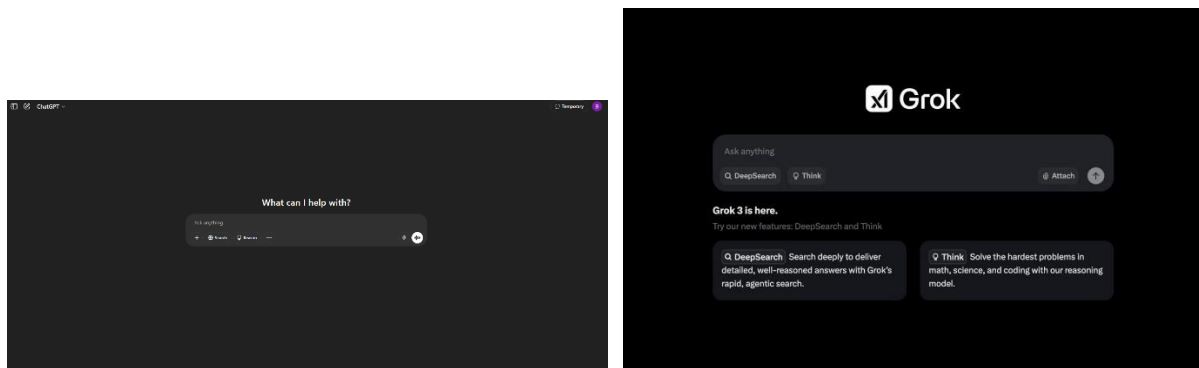 ChatGPT
Temporary
What can I help with?
Ask anything
Search
Reason
Grok
Ask anything
DeepSearch
Think
Attach
Grok 3 is here.
Try our new features: DeepSearch and Think
DeepSearch Search deeply to deliver
detailed, well-reasoned answers with Grok's
rapid, agentic search.
Think Solve the hardest problems in
math, science, and coding with our reasoning
model.